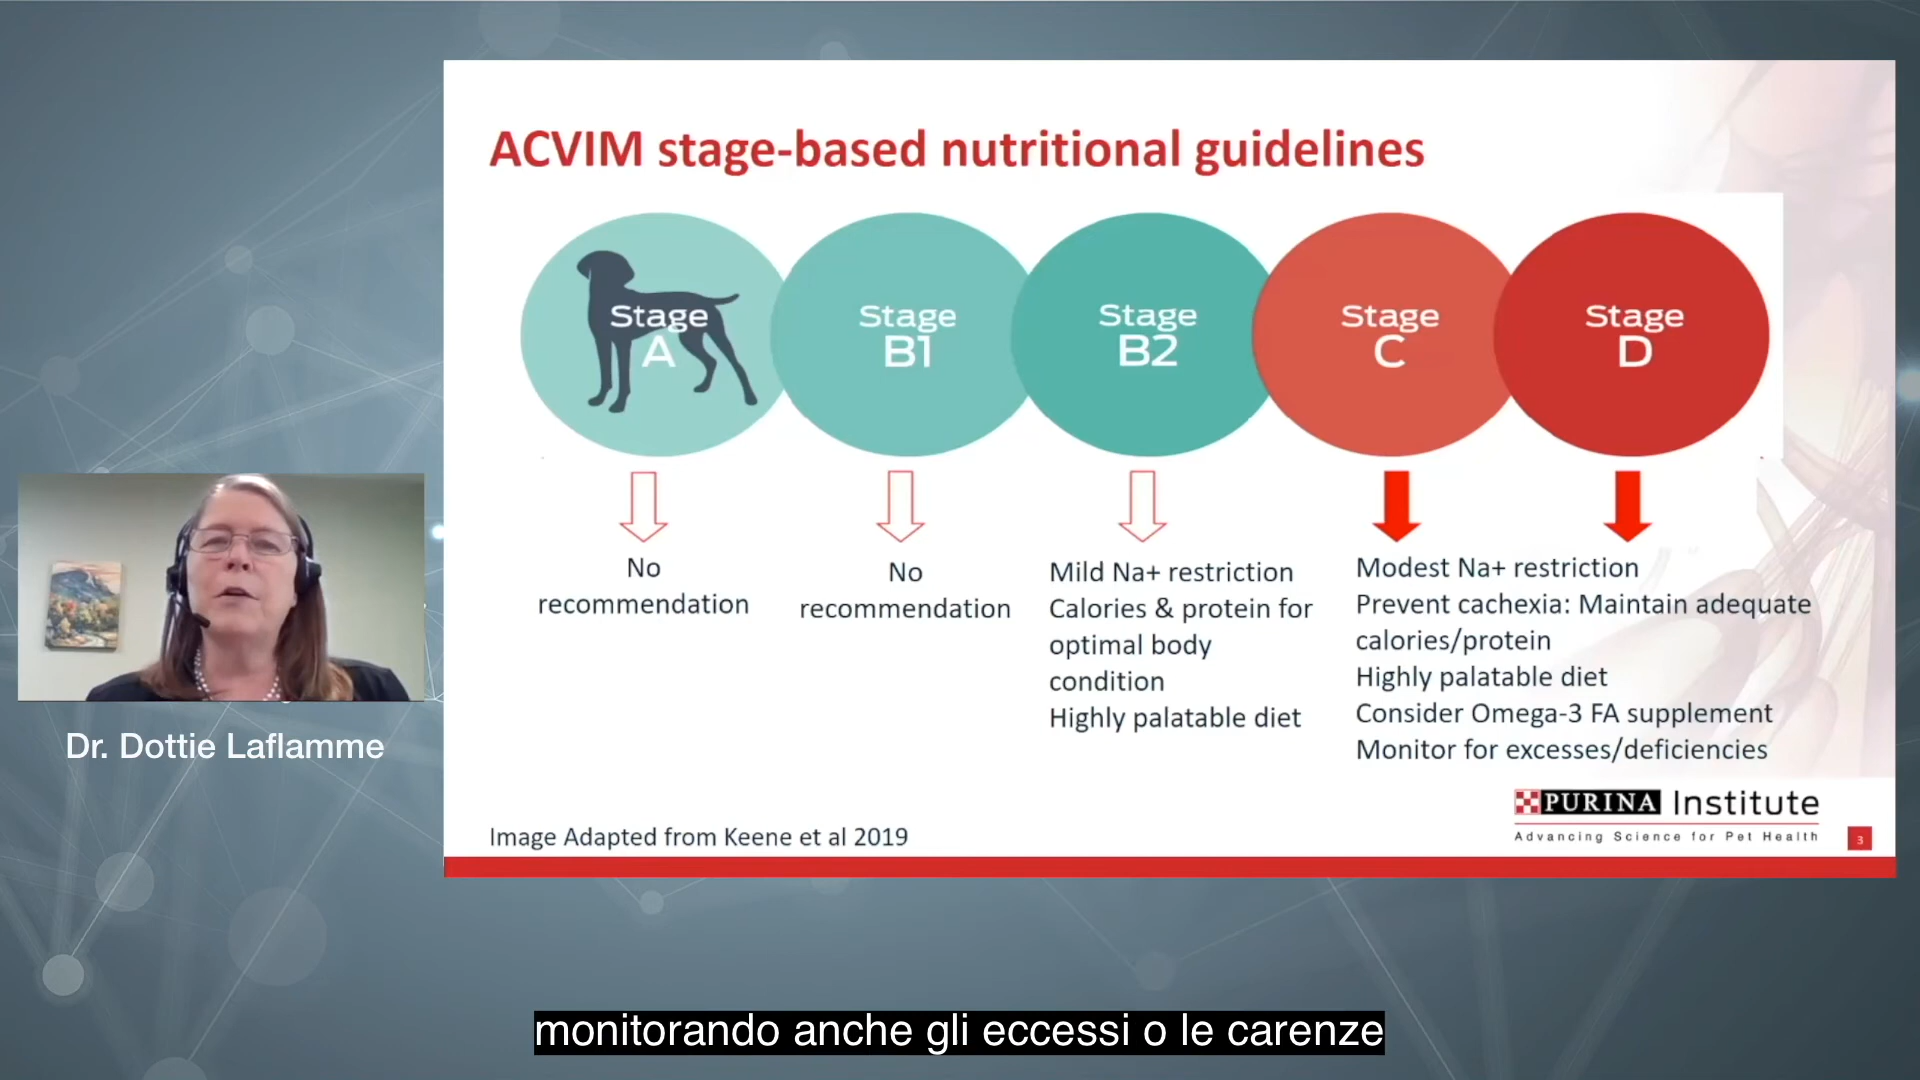 ACVIM stage-based nutritional guidelines
Stage
A
Stage
B1
Stage
B2
Stage
C
Stage
D
No
recommendation
No
recommendation
Mild Na+ restriction
Calories & protein for
optimal body
condition
Highly palatable diet
Modest Na+ restriction
Prevent cachexia: Maintain adequate
calories/protein
Highly palatable diet
Consider Omega-3 FA supplement
Monitor for excesses/deficiencies
Dr. Dottie Laflamme
Image Adapted from Keene et al 2019
PURINA Institute
Advancing Science for Pet Health
3
monitorando anche gli eccessi o le carenze